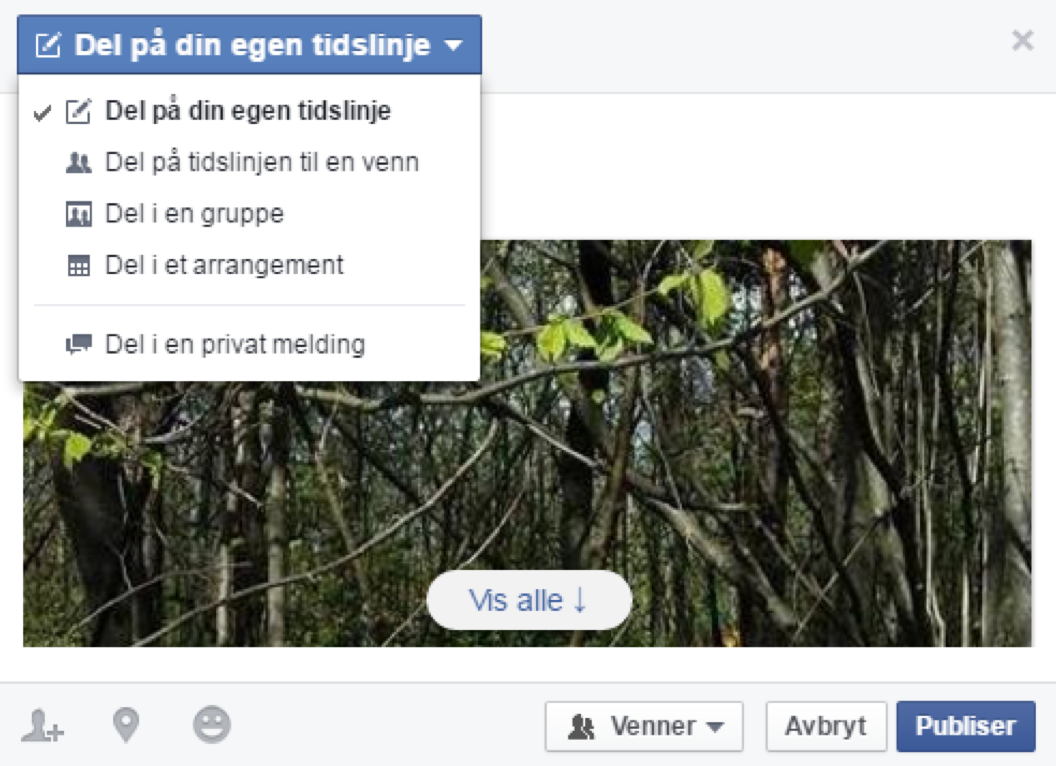 Del på din egen tidslinje
Del på din egen tidslinje
Del på tidslinjen til en venn
Del i en gruppe
Del i et arrangement
Del i en privat melding
Vis alle ↓
Venner
Avbryt
Publiser